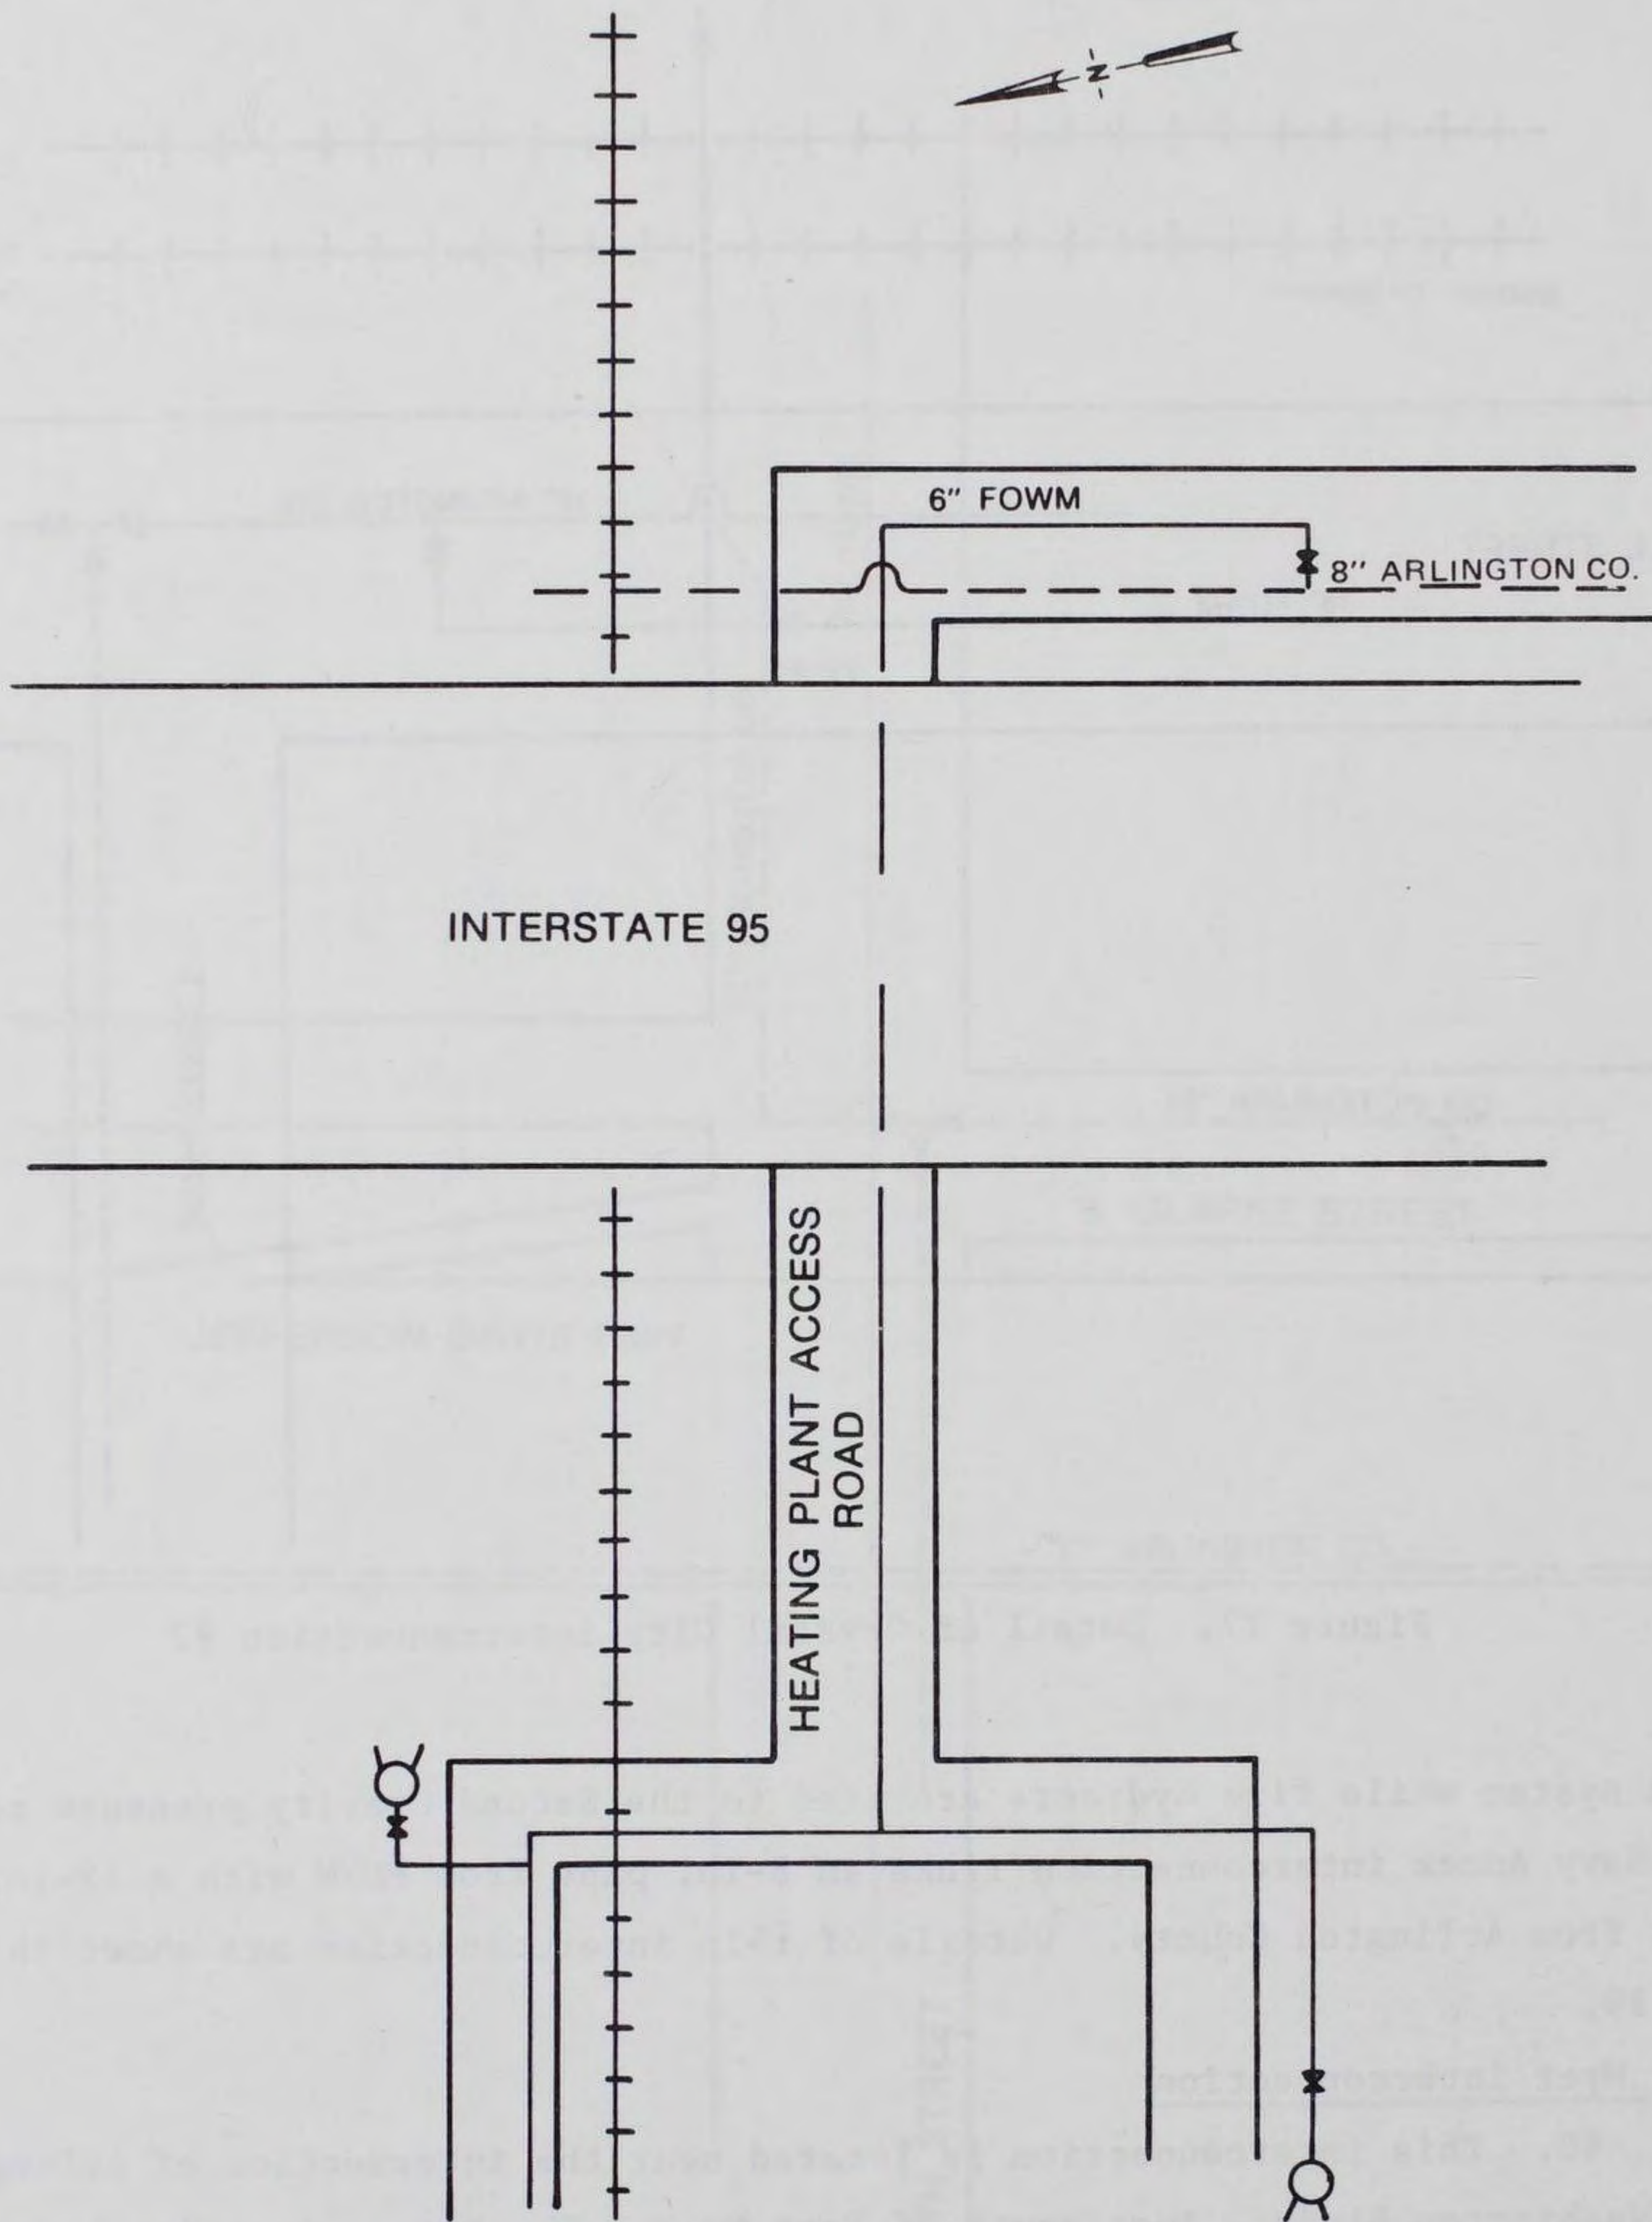 N
6" FOWM
8" ARLINGTON CO.
INTERSTATE 95
HEATING PLANT ACCESS
ROAD